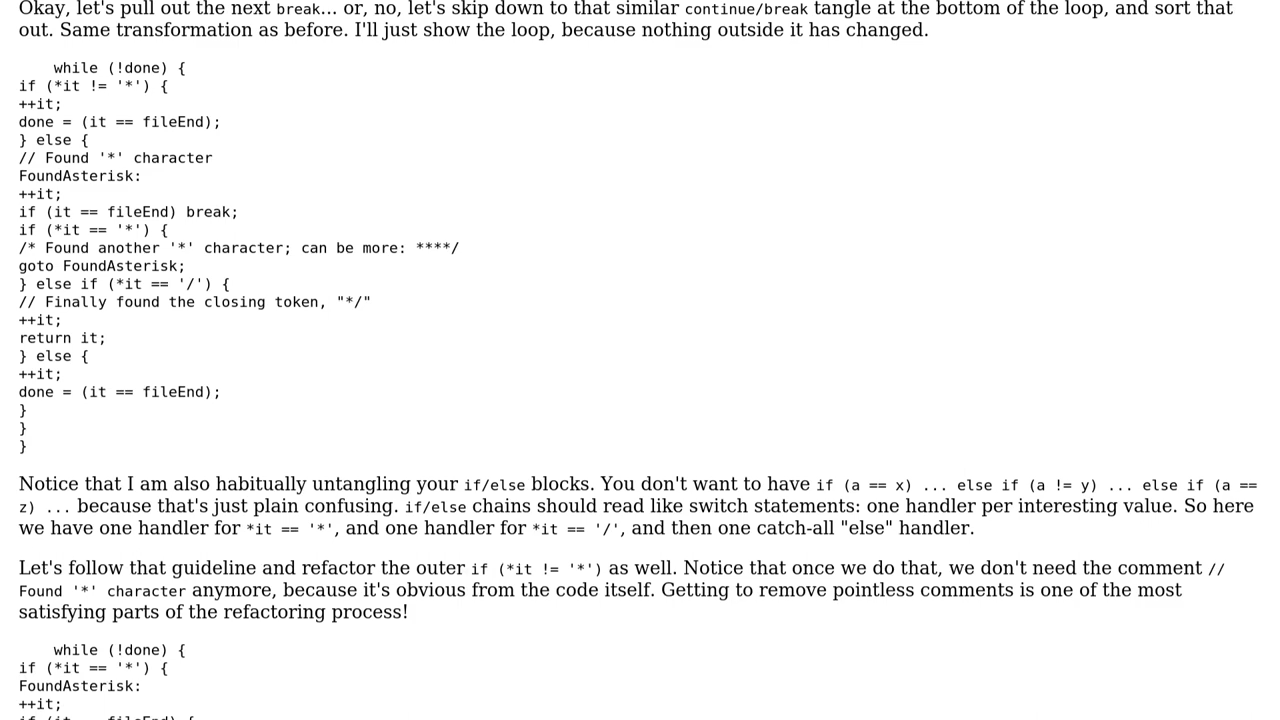 Okay, let's pull out the next break... or, no, let's skip down to that similar continue/break tangle at the bottom of the loop, and sort that
out. Same transformation as before. I'll just show the loop, because nothing outside it has changed.
while (!done) {
if (*it != '*') {
++it;
done = (it == fileEnd);
} else {
// Found '*' character
FoundAsterisk:
++it;
if (it == fileEnd) break;
if (*it == '*') {
/* Found another '*' character; can be more: ****/
goto FoundAsterisk;
} else if (*it == '/') {
// Finally found the closing token, "*/"
++it;
return it;
} else {
++it;
done = (it == fileEnd);
}
}
}
Notice that I am also habitually untangling your if/else blocks. You don't want to have if (a == x) ... else if (a != y) ... else if (a ==
z) ... because that's just plain confusing. if/else chains should read like switch statements: one handler per interesting value. So here
we have one handler for *it == '*', and one handler for *it == '/', and then one catch-all "else" handler.
Let's follow that guideline and refactor the outer if (*it != '*') as well. Notice that once we do that, we don't need the comment //
Found '*' character anymore, because it's obvious from the code itself. Getting to remove pointless comments is one of the most
satisfying parts of the refactoring process!
while (!done) {
if (*it == '*') {
FoundAsterisk:
++it;
if (it == fileEnd) {